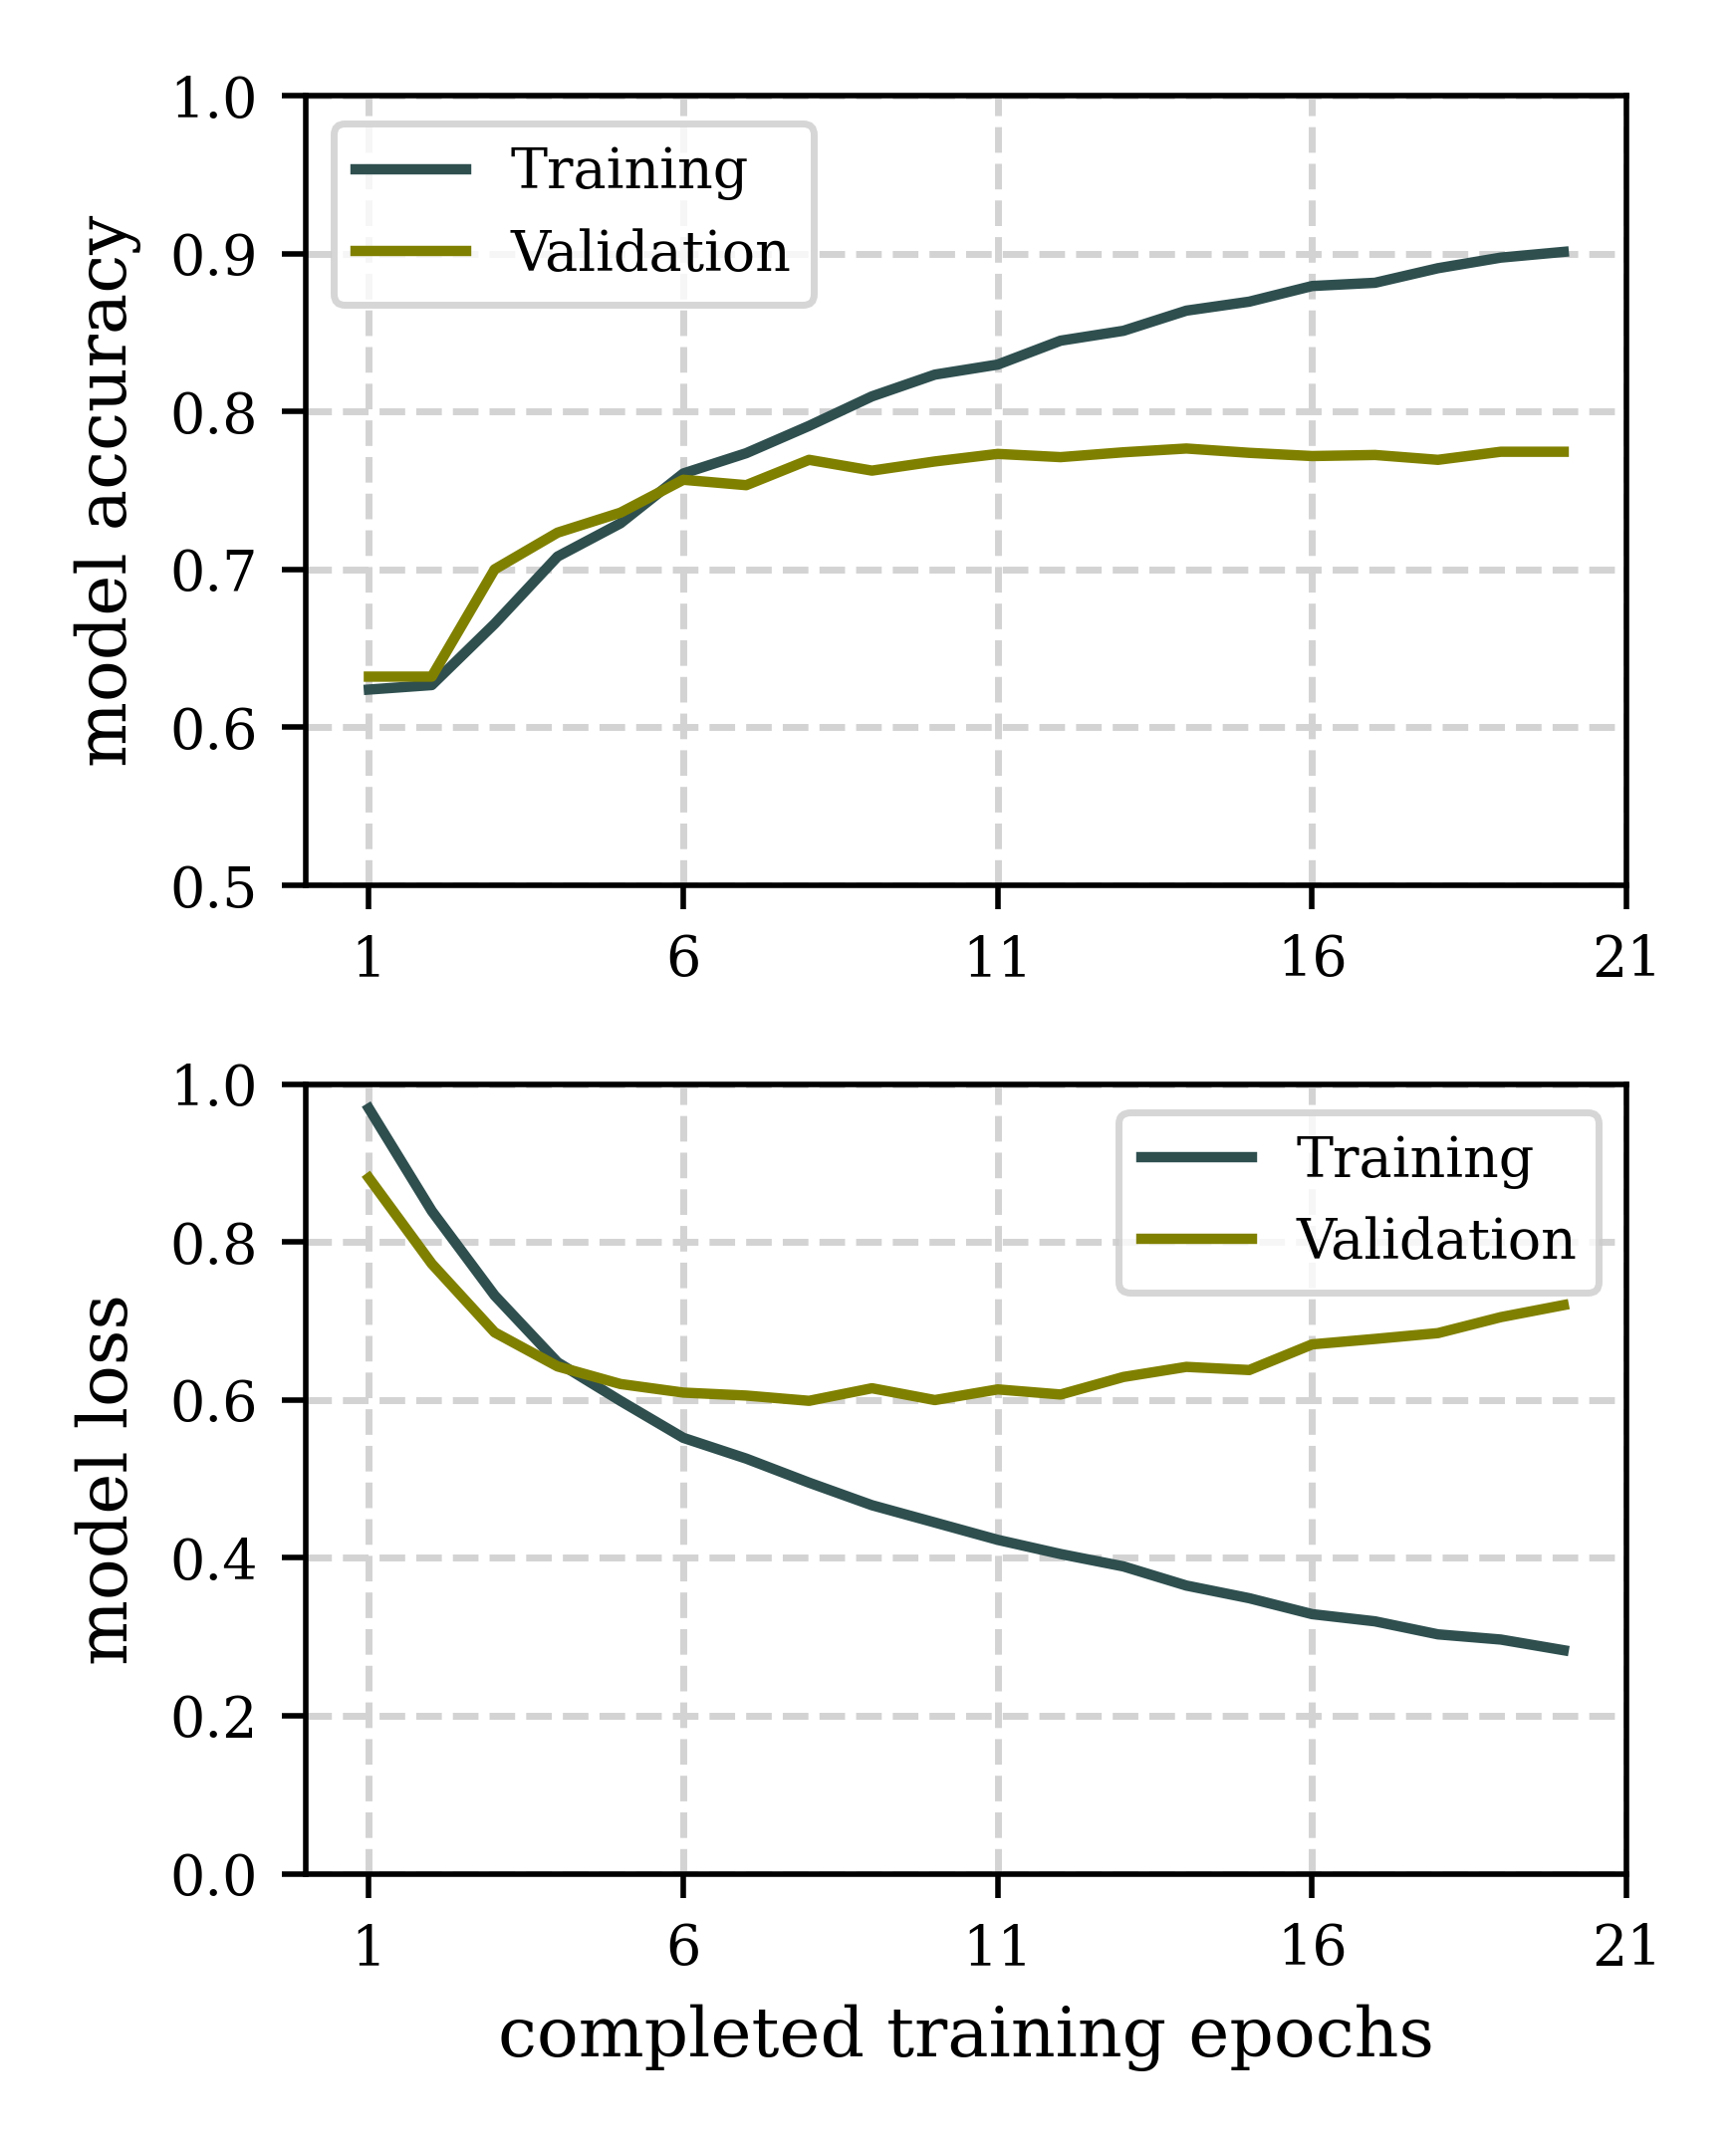 model accuracy
1.0
0.9
0.8
0.7
0.6
0.5
Training
Validation
1 6 11 16 21
model loss
1.0
0.8
0.6
0.4
0.2
0.0
Training
Validation
1 6 11 16 21
completed training epochs